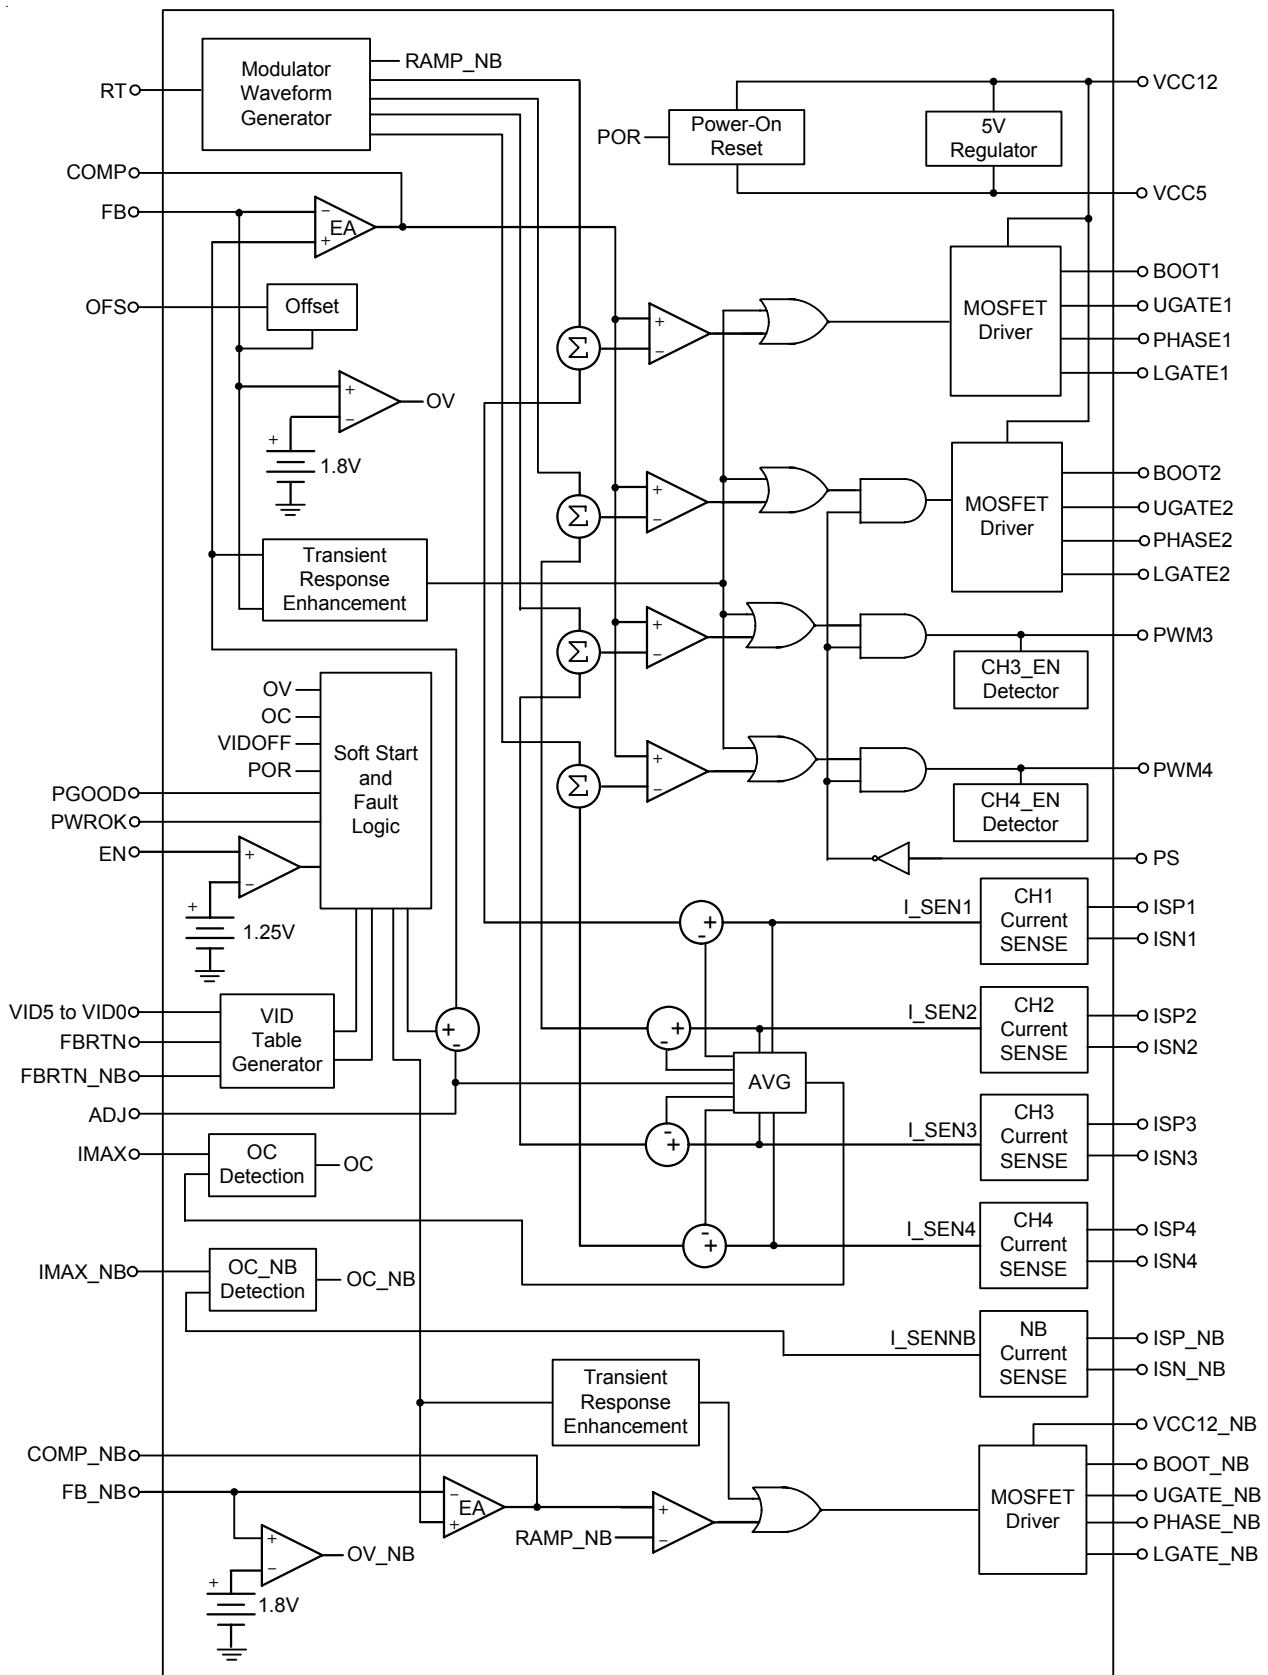 RAMP_NB
Modulator
Waveform
Generator
RT
VCC12
Power-On
Reset
POR
5V
Regulator
COMP
VCC5
FB
−
EA
+
BOOT1
OFS
Offset
MOSFET
Driver
UGATE1
PHASE1
LGATE1
+
−
Σ
+
−
OV
+
1.8V
BOOT2
MOSFET
Driver
UGATE2
PHASE2
LGATE2
+
−
Σ
Transient
Response
Enhancement
+
−
Σ
PWM3
CH3_EN
Detector
OV
OC
VIDOFF
POR
Soft Start
and
Fault
Logic
PGOOD
PWROK
EN
+
−
+
1.25V
+
−
Σ
PWM4
CH4_EN
Detector
PS
+
-
I_SEN1
CH1
Current
SENSE
ISP1
ISN1
VID5 to VID0
FBRTN
FBRTN_NB
VID
Table
Generator
+
-
+
-
I_SEN2
CH2
Current
SENSE
ISP2
ISN2
AVG
ADJ
-
+
I_SEN3
CH3
Current
SENSE
ISP3
ISN3
IMAX
OC
Detection
OC
-
+
I_SEN4
CH4
Current
SENSE
ISP4
ISN4
IMAX_NB
OC_NB
Detection
OC_NB
I_SENNB
NB
Current
SENSE
ISP_NB
ISN_NB
Transient
Response
Enhancement
VCC12_NB
COMP_NB
FB_NB
−
EA
+
+
−
RAMP_NB
MOSFET
Driver
BOOT_NB
UGATE_NB
PHASE_NB
LGATE_NB
+
−
OV_NB
+
1.8V